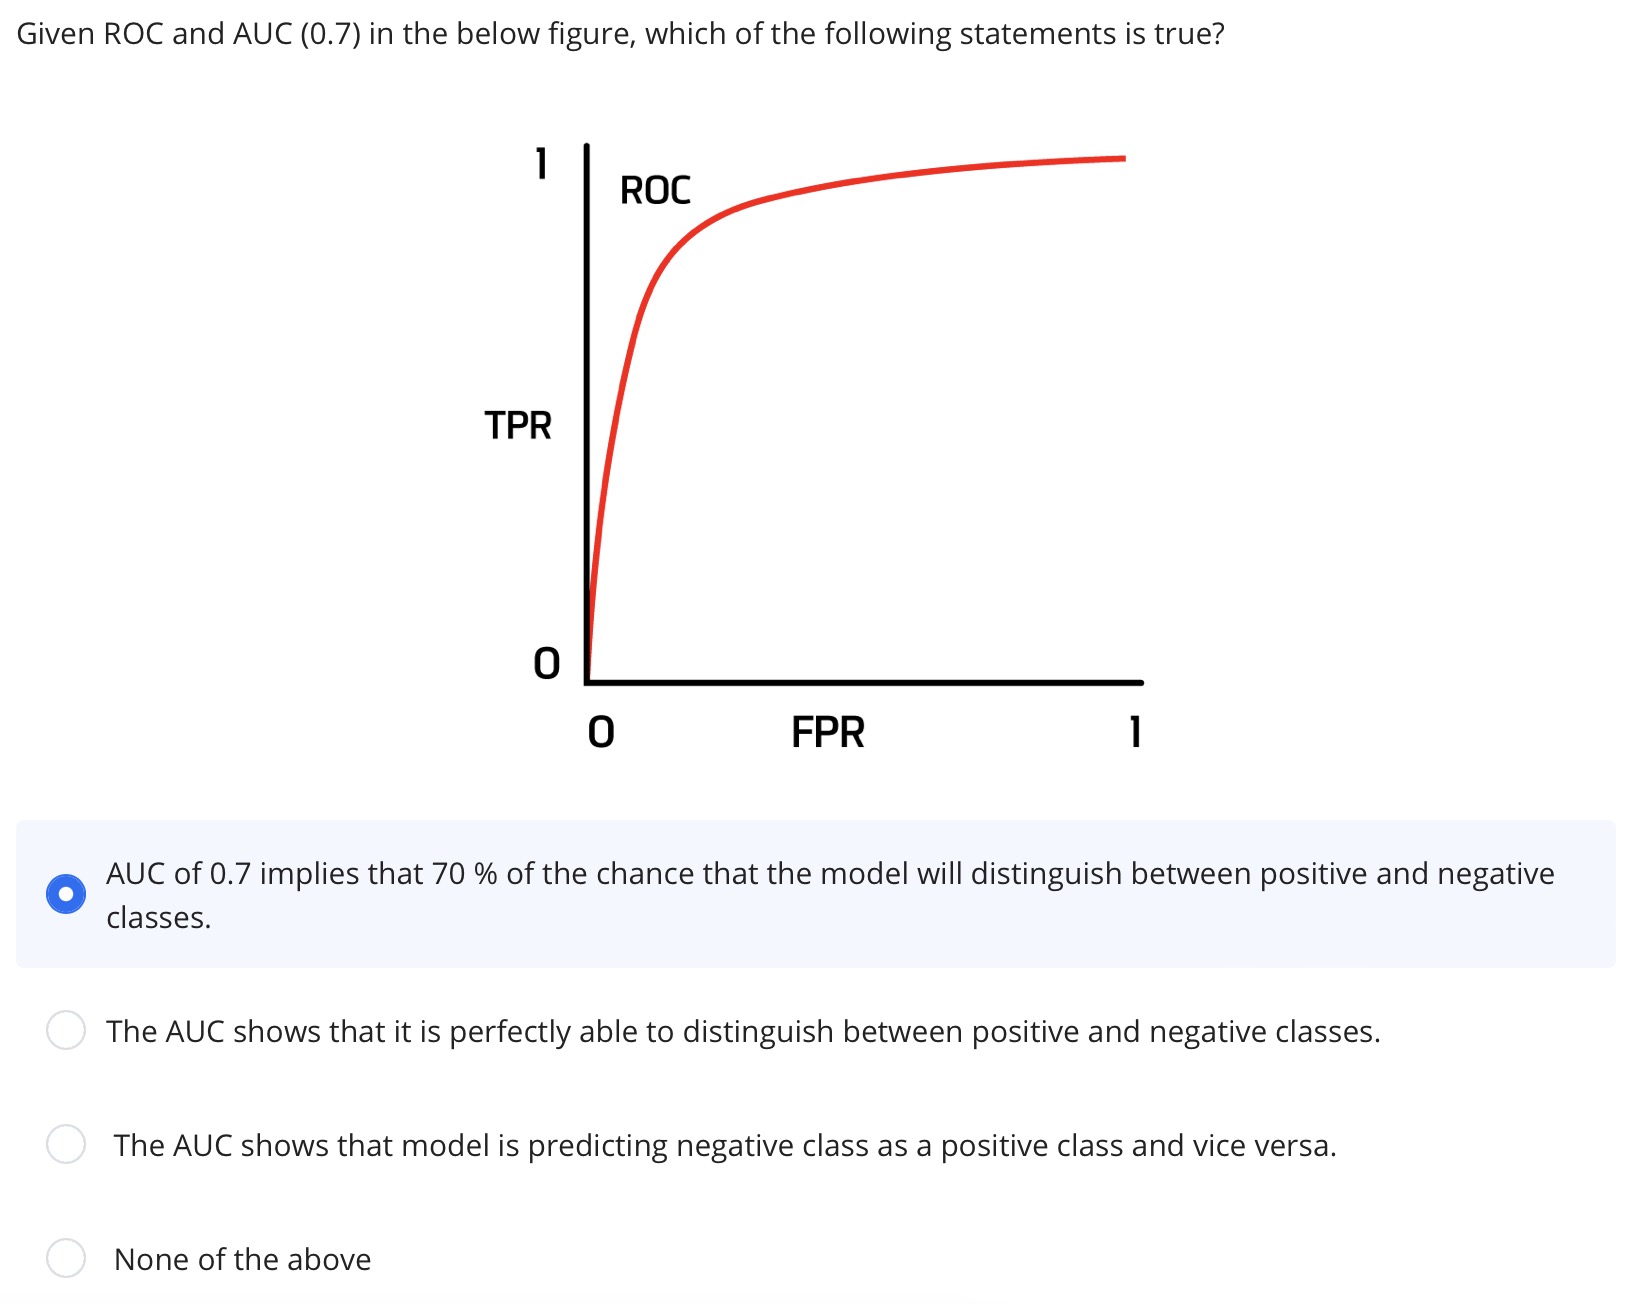 Given ROC and AUC (0.7) in the below figure, which of the following statements is true?
1
ROC
TPR
0
0 FPR 1
AUC of 0.7 implies that 70 % of the chance that the model will distinguish between positive and negative
classes.
The AUC shows that it is perfectly able to distinguish between positive and negative classes.
The AUC shows that model is predicting negative class as a positive class and vice versa.
None of the above